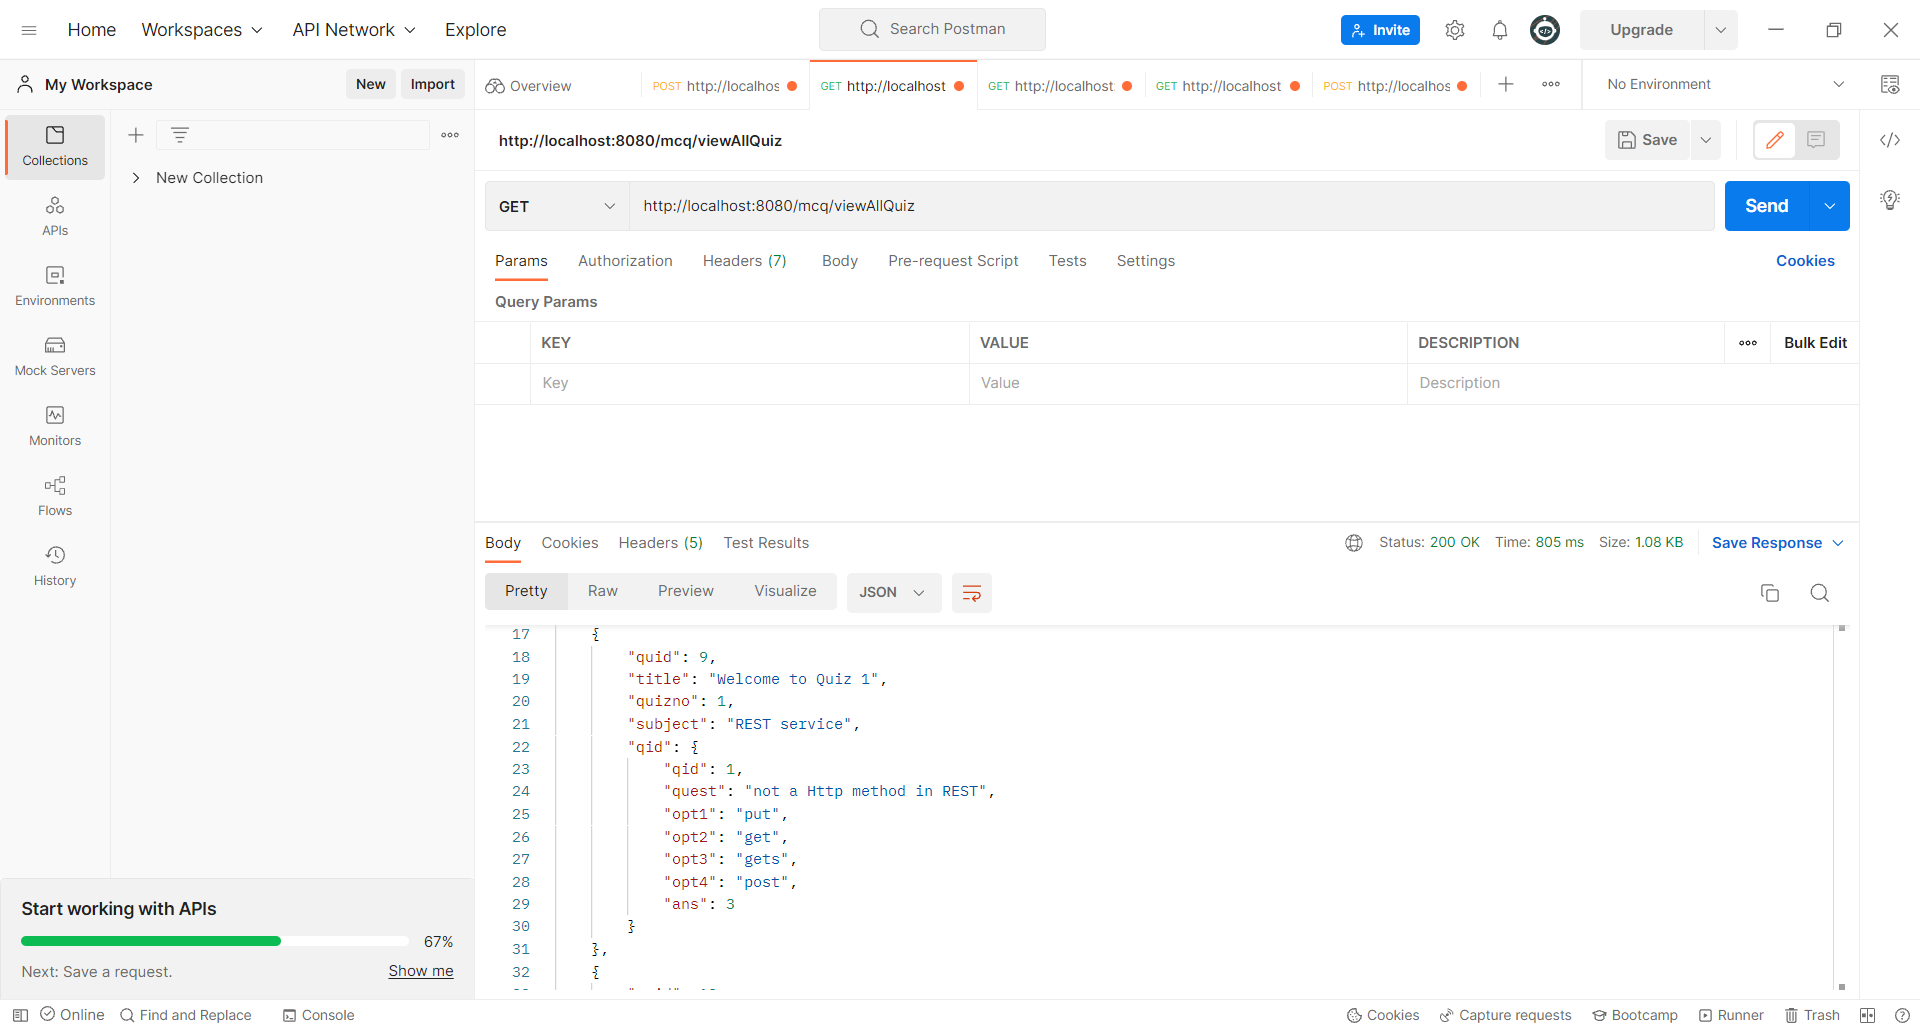 Home Workspaces API Network Explore Search Postman Invite Upgrade
My Workspace New Import Overview POST http://localhos GET http://localhost GET http://localhost: GET http://localhost POST http://localhos No Environment
Collections
New Collection
APIs
Environments
Mock Servers
Monitors
Flows
History
Start working with APIs
67%
Next: Save a request. Show me
http://localhost:8080/mcq/viewAllQuiz Save
GET http://localhost:8080/mcq/viewAllQuiz Send
Params Authorization Headers (7) Body Pre-request Script Tests Settings Cookies
Query Params
KEY VALUE DESCRIPTION Bulk Edit
Key Value Description
Body Cookies Headers (5) Test Results Status: 200 OK Time: 805 ms Size: 1.08 KB Save Response
Pretty Raw Preview Visualize JSON
17 {
18 "quid": 9,
19 "title": "Welcome to Quiz 1",
20 "quizno": 1,
21 "subject": "REST service",
22 "qid": {
23 "qid": 1,
24 "quest": "not a Http method in REST",
25 "opt1": "put",
26 "opt2": "get",
27 "opt3": "gets",
28 "opt4": "post",
29 "ans": 3
30 }
31 },
32 {
Online Find and Replace Console Cookies Capture requests Bootcamp Runner Trash